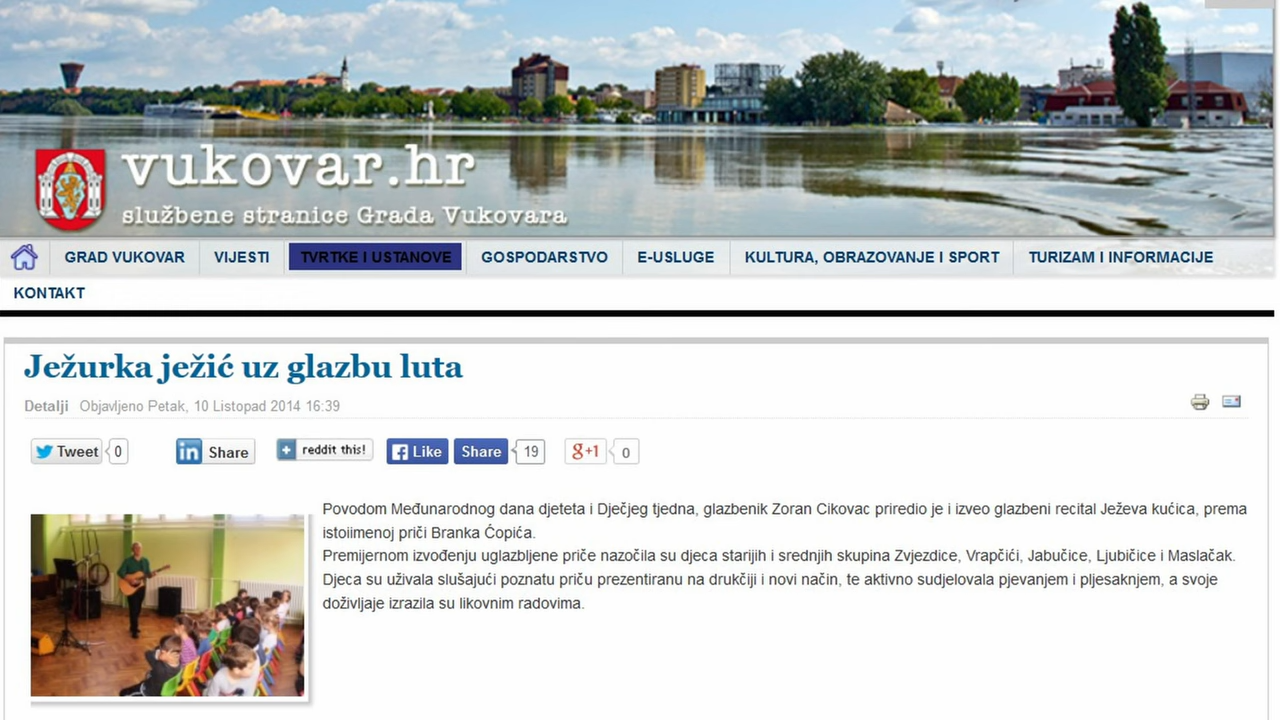 vukovar.hr
službene stranice Grada Vukovara
GRAD VUKOVAR VIJESTI TVRTKE I USTANOVE GOSPODARSTVO E-USLUGE KULTURA, OBRAZOVANJE I SPORT TURIZAM I INFORMACIJE
KONTAKT
Ježurka ježić uz glazbu luta
Detalji Objavljeno Petak, 10 Listopad 2014 16:39
Tweet 0 in Share reddit this! Like Share 19 g+1 0
Povodom Međunarodnog dana djeteta i Dječjeg tjedna, glazbenik Zoran Cikovac priredio je i izveo glazbeni recital Ježeva kućica, prema
istoiimenoj priči Branka Ćopića.
Premijernom izvođenju uglazbljene priče nazočila su djeca starijih i srednjih skupina Zvjezdice, Vrapčići, Jabučice, Ljubičice i Maslačak.
Djeca su uživala slušajući poznatu priču prezentiranu na drukčiji i novi način, te aktivno sudjelovala pjevanjem i pljesaknjem, a svoje
doživljaje izrazila su likovnim radovima.